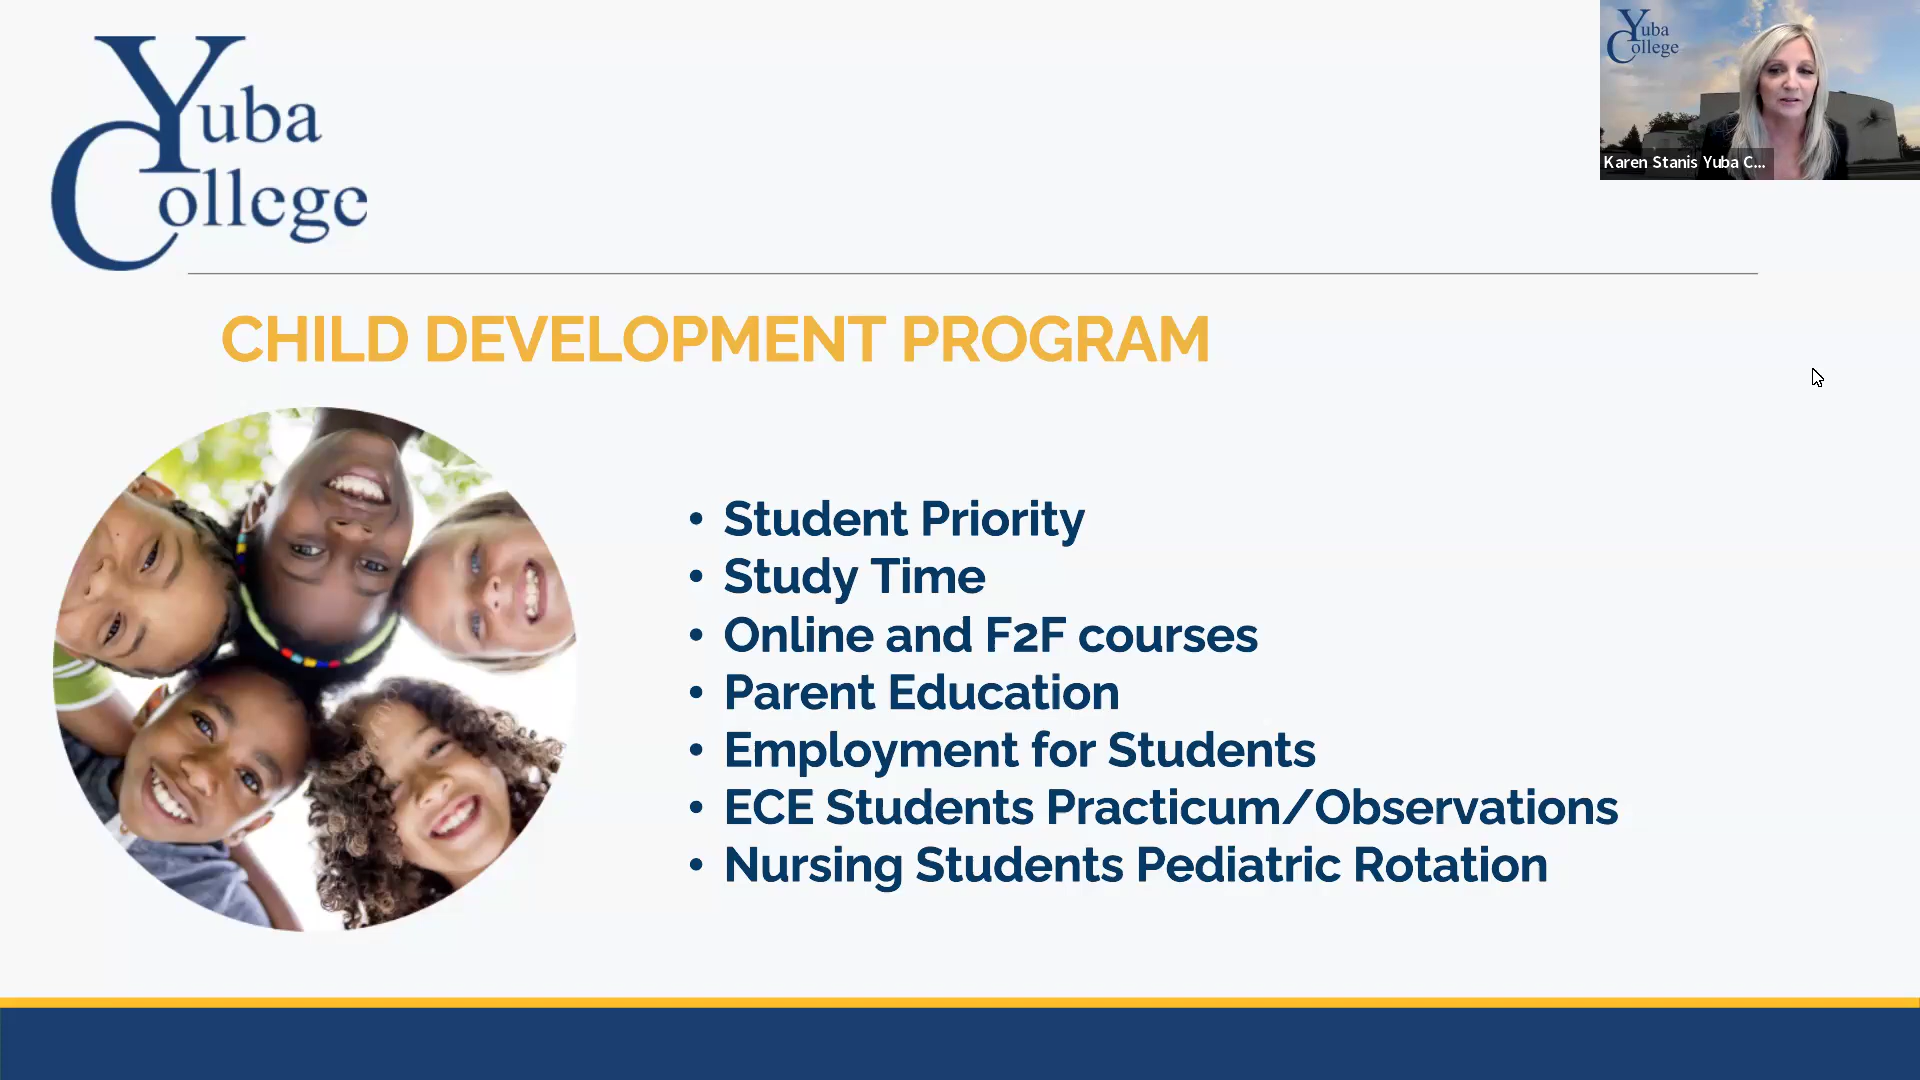 Yuba
College
Yuba
College
Karen Stanis Yuba C...
CHILD DEVELOPMENT PROGRAM
• Student Priority
• Study Time
• Online and F2F courses
• Parent Education
• Employment for Students
• ECE Students Practicum/Observations
• Nursing Students Pediatric Rotation